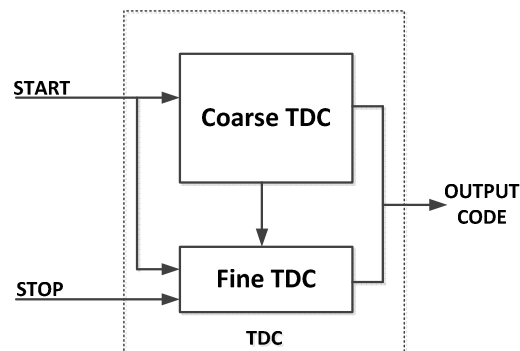 START
Coarse TDC
OUTPUT
CODE
Fine TDC
STOP
TDC